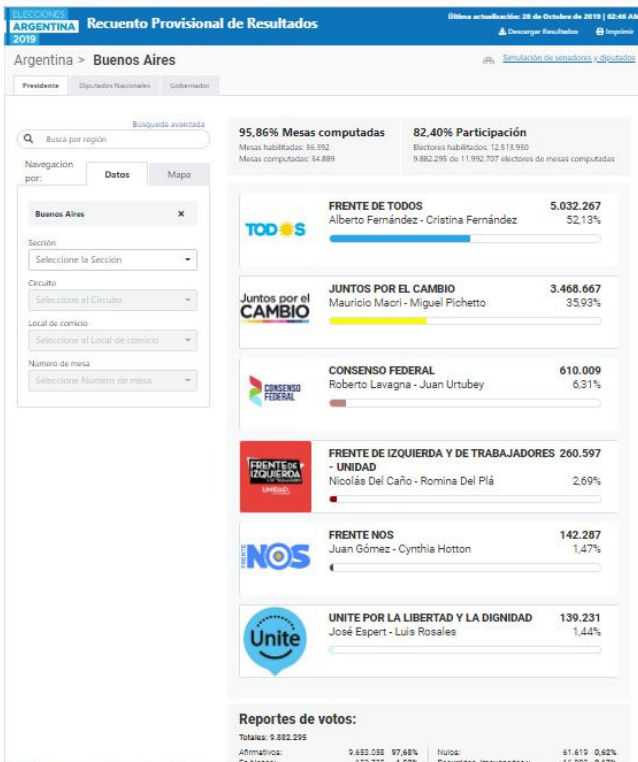 ELECCIONES
ARGENTINA
2019
Recuento Provisional de Resultados
Última actualización: 28 de Octubre de 2019 | 02:46 AM
Descargar Resultados Imprimir
Argentina > Buenos Aires
Simulación de senadores y diputados
Presidente Diputados Nacionales Gobernador
Búsqueda avanzada
Busca por región
Navegación por:
Datos Mapa
Buenos Aires ×
Sección
Seleccione la Sección
Circuito
Seleccione el Circuito
Local de comicio
Seleccione el Local de comicio
Número de mesa
Seleccione Número de mesa
95,86% Mesas computadas
Mesas habilitadas: 36.392
Mesas computadas: 34.889
82,40% Participación
Electores habilitados: 12.513.930
9.882.295 de 11.992.707 electores de mesas computadas
TODOS
FRENTE DE TODOS 5.032.267
Alberto Fernández - Cristina Fernández 52,13%
Juntos por el
CAMBIO
JUNTOS POR EL CAMBIO 3.468.667
Mauricio Macri - Miguel Pichetto 35,93%
CONSENSO
FEDERAL
CONSENSO FEDERAL 610.009
Roberto Lavagna - Juan Urtubey 6,31%
FRENTE DE
IZQUIERDA
UNIDAD
FRENTE DE IZQUIERDA Y DE TRABAJADORES 260.597
- UNIDAD
Nicolás Del Caño - Romina Del Plá 2,69%
FRENTE
NOS
FRENTE NOS 142.287
Juan Gómez - Cynthia Hotton 1,47%
Unite
UNITE POR LA LIBERTAD Y LA DIGNIDAD 139.231
José Espert - Luis Rosales 1,44%
Reportes de votos:
Totales: 9.882.295
Afirmativos: 9.653.058 97,68%
Nulos: 61.619 0,62%